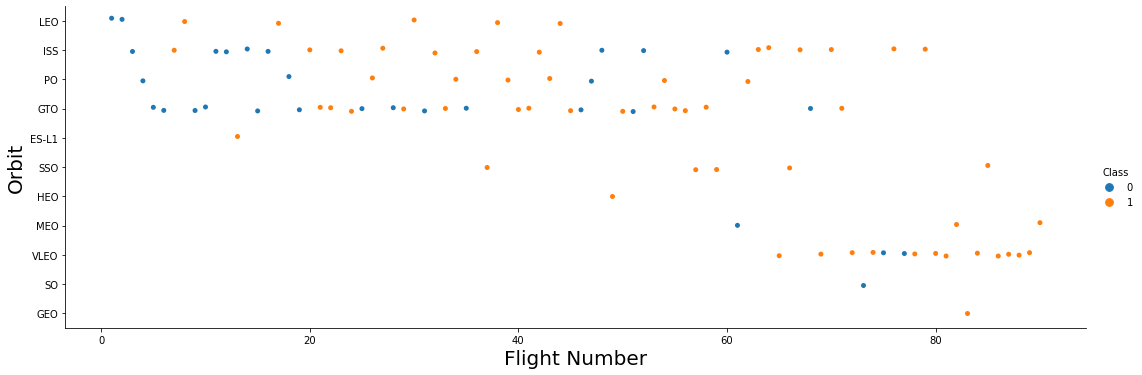 LEO
ISS
PO
GTO
ES-L1
SSO
HEO
MEO
VLEO
SO
GEO
Orbit
0 20 40 60 80
Flight Number
Class
0
1